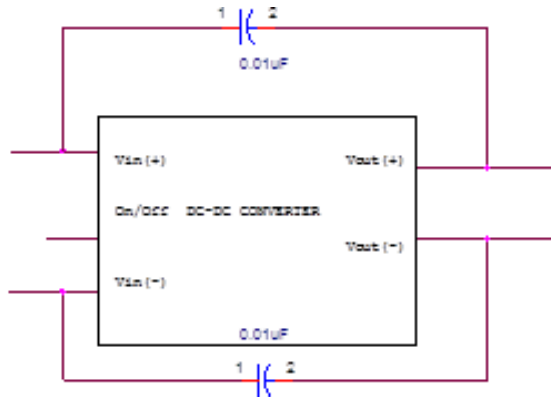 1 2
0.01uF
Vin(+) Vout(+)
On/Off DC-DC CONVERTER
Vout(-)
Vin(-)
0.01uF
1 2